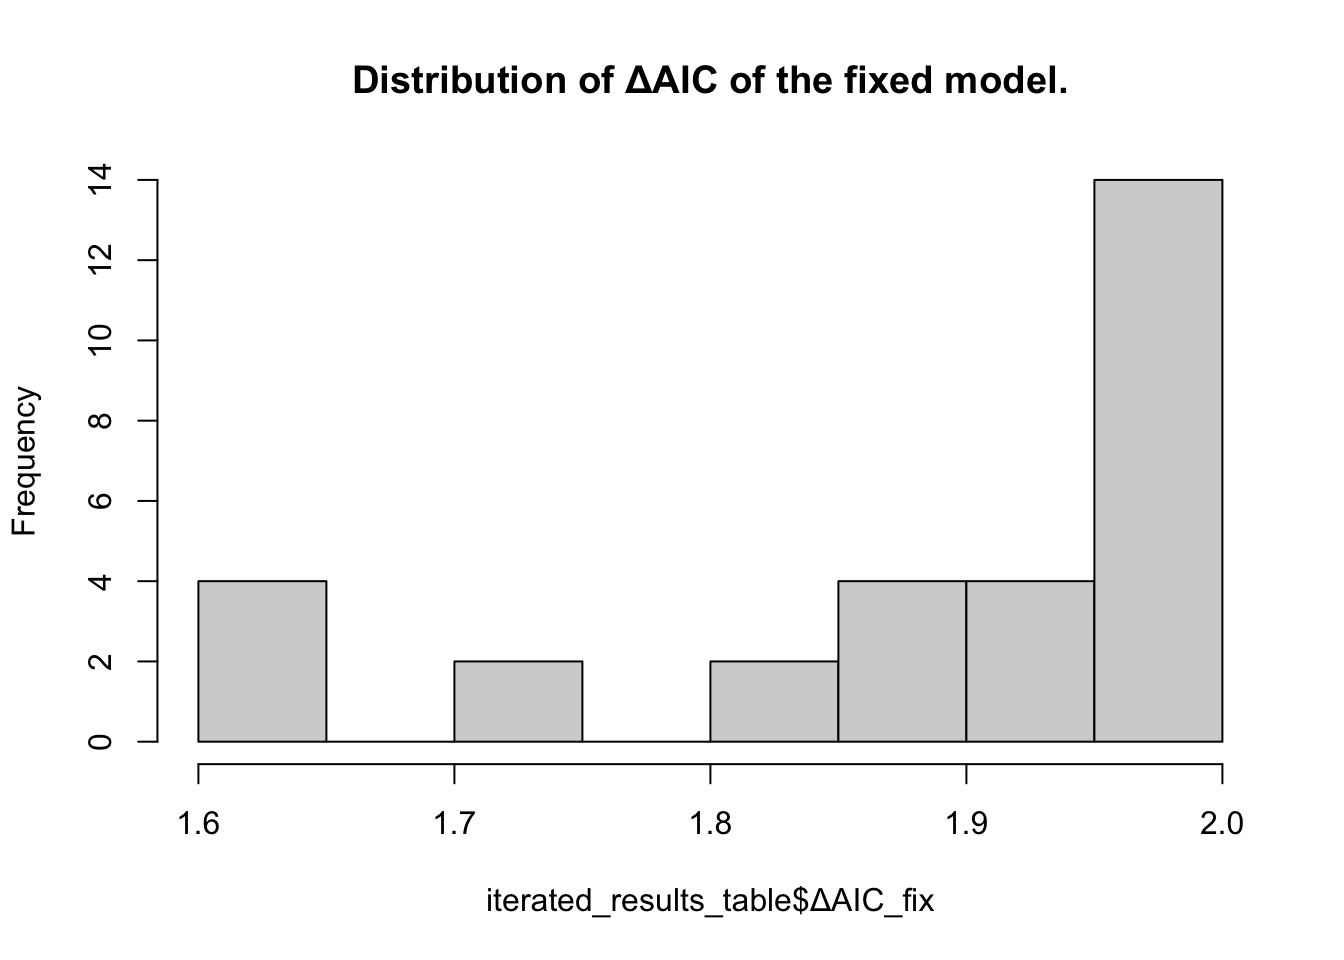 Distribution of ΔAIC of the fixed model.
Frequency
14
12
10
8
6
4
2
0
1.6 1.7 1.8 1.9 2.0
iterated_results_table$ΔAIC_fix